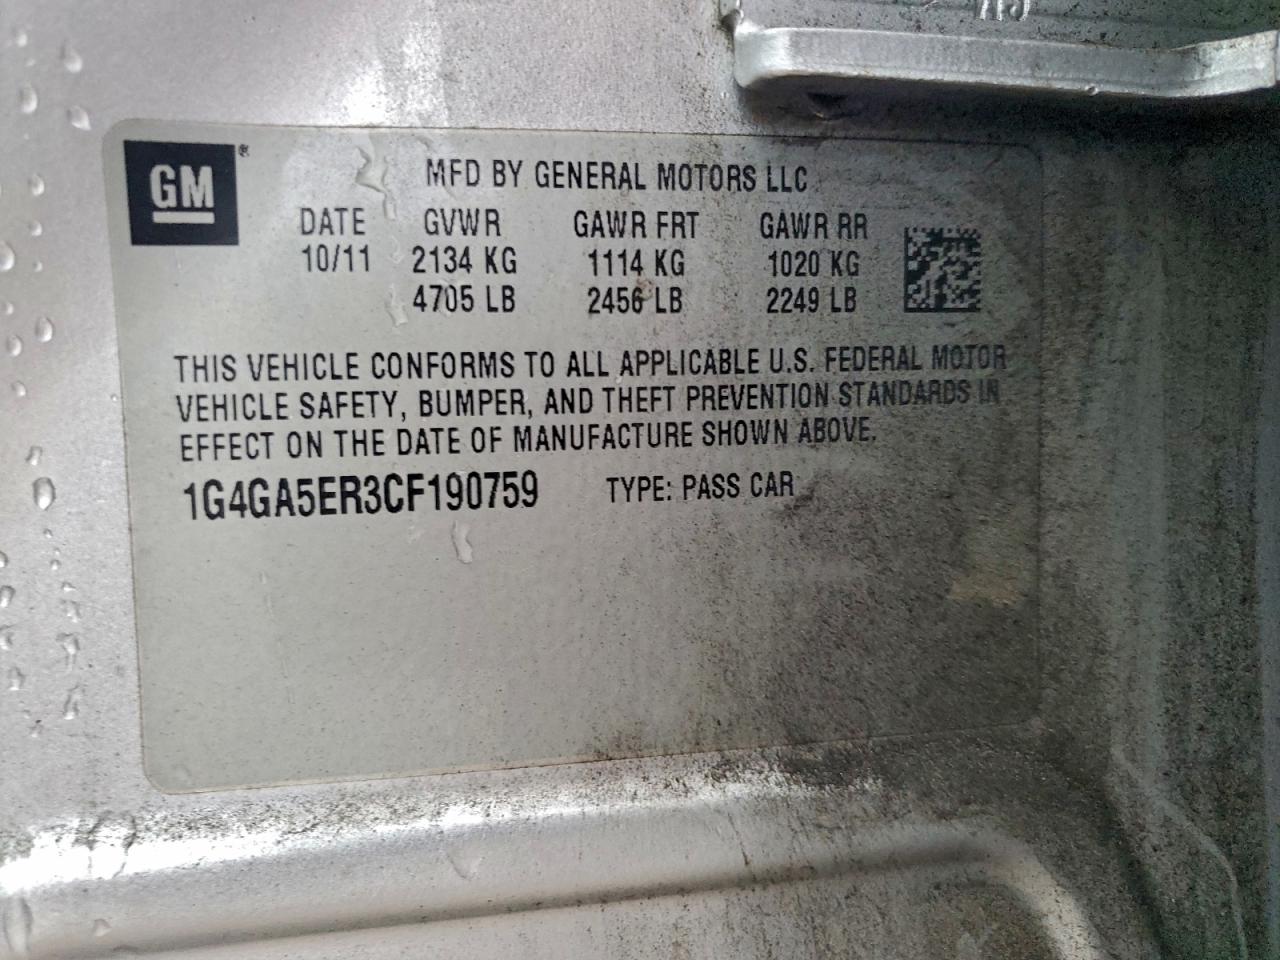 GM®
MFD BY GENERAL MOTORS LLC
DATE GVWR GAWR FRT GAWR RR
10/11 2134 KG 1114 KG 1020 KG
4705 LB 2456 LB 2249 LB
THIS VEHICLE CONFORMS TO ALL APPLICABLE U.S. FEDERAL MOTOR
VEHICLE SAFETY, BUMPER, AND THEFT PREVENTION STANDARDS IN
EFFECT ON THE DATE OF MANUFACTURE SHOWN ABOVE.
1G4GA5ER3CF190759 TYPE: PASS CAR